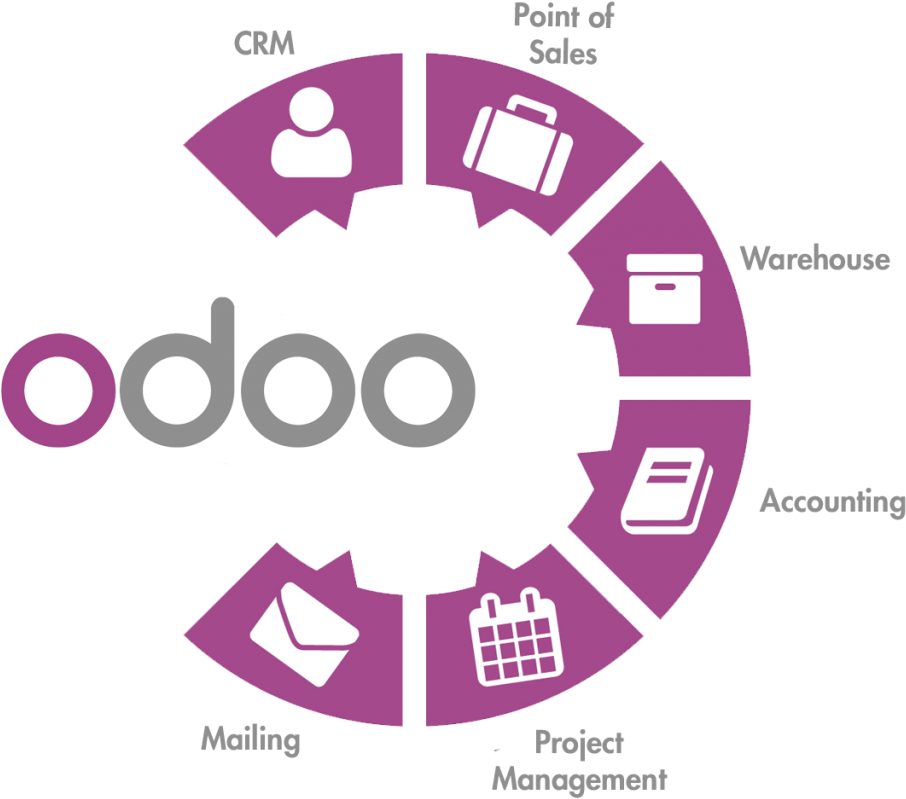 CRM
Point of
Sales
Warehouse
odoo
Accounting
Mailing
Project
Management